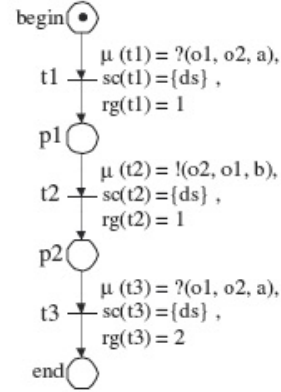 begin
μ (t1) = ?(o1, o2, a),
t1 sc(t1)={ds} ,
rg(t1) = 1
p1
μ (t2) = !(o2, o1, b),
t2 sc(t2)={ds} ,
rg(t2) = 1
p2
μ (t3) = ?(o1, o2, a),
t3 sc(t3)={ds} ,
rg(t3) = 2
end